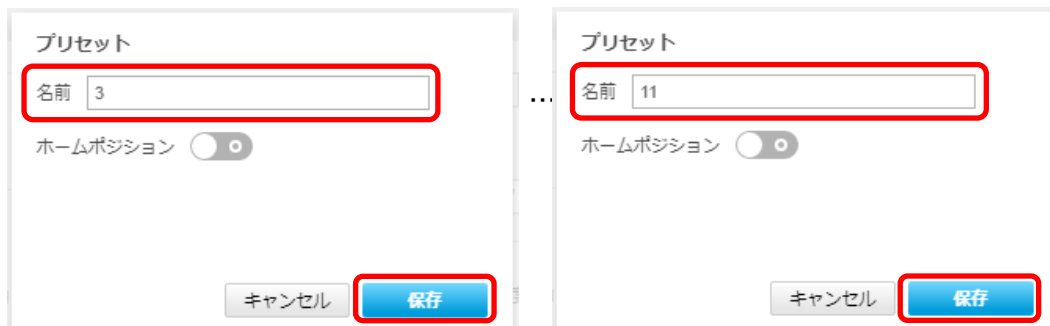 プリセット
名前 3
ホームポジション
キャンセル 保存
...
プリセット
名前 11
ホームポジション
キャンセル 保存